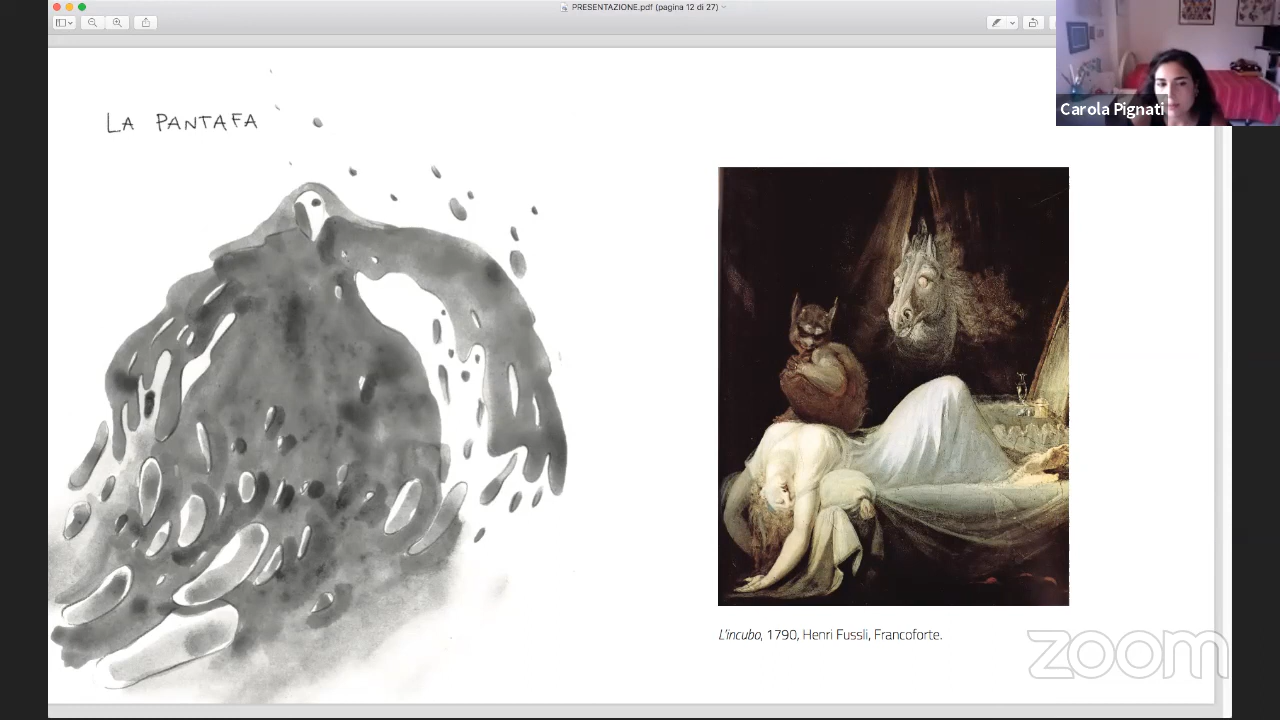 PRESENTAZIONE.pdf (pagina 12 di 27)
Carola Pignati
LA PANTAFA
L'incubo, 1790, Henri Fussli, Francoforte.
zoom